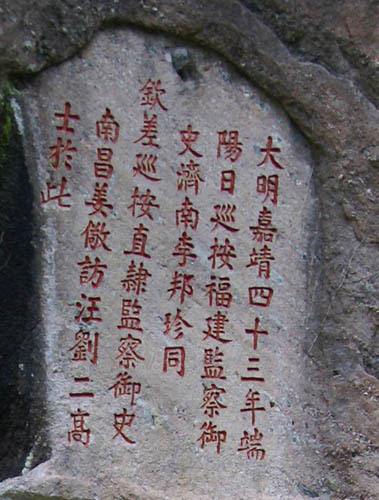 大明嘉靖四十三年端
陽日巡按福建監察御
史濟南李邦珍同
欽差巡按直隸監察御史
南昌姜儆訪汪劉二高
士於此